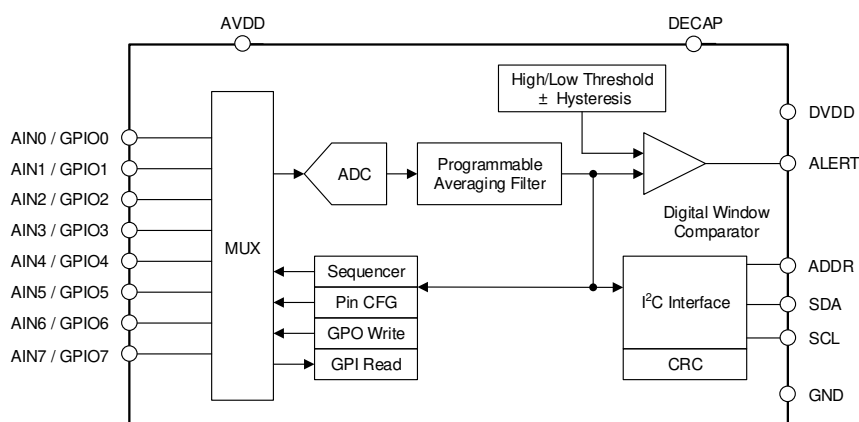 AVDD
DECAP
High/Low Threshold
± Hysteresis
DVDD
AIN0 / GPIO0
AIN1 / GPIO1
AIN2 / GPIO2
AIN3 / GPIO3
AIN4 / GPIO4
AIN5 / GPIO5
AIN6 / GPIO6
AIN7 / GPIO7
MUX
ADC
Programmable
Averaging Filter
ALERT
Digital Window
Comparator
Sequencer
Pin CFG
GPO Write
GPI Read
I²C Interface
CRC
ADDR
SDA
SCL
GND